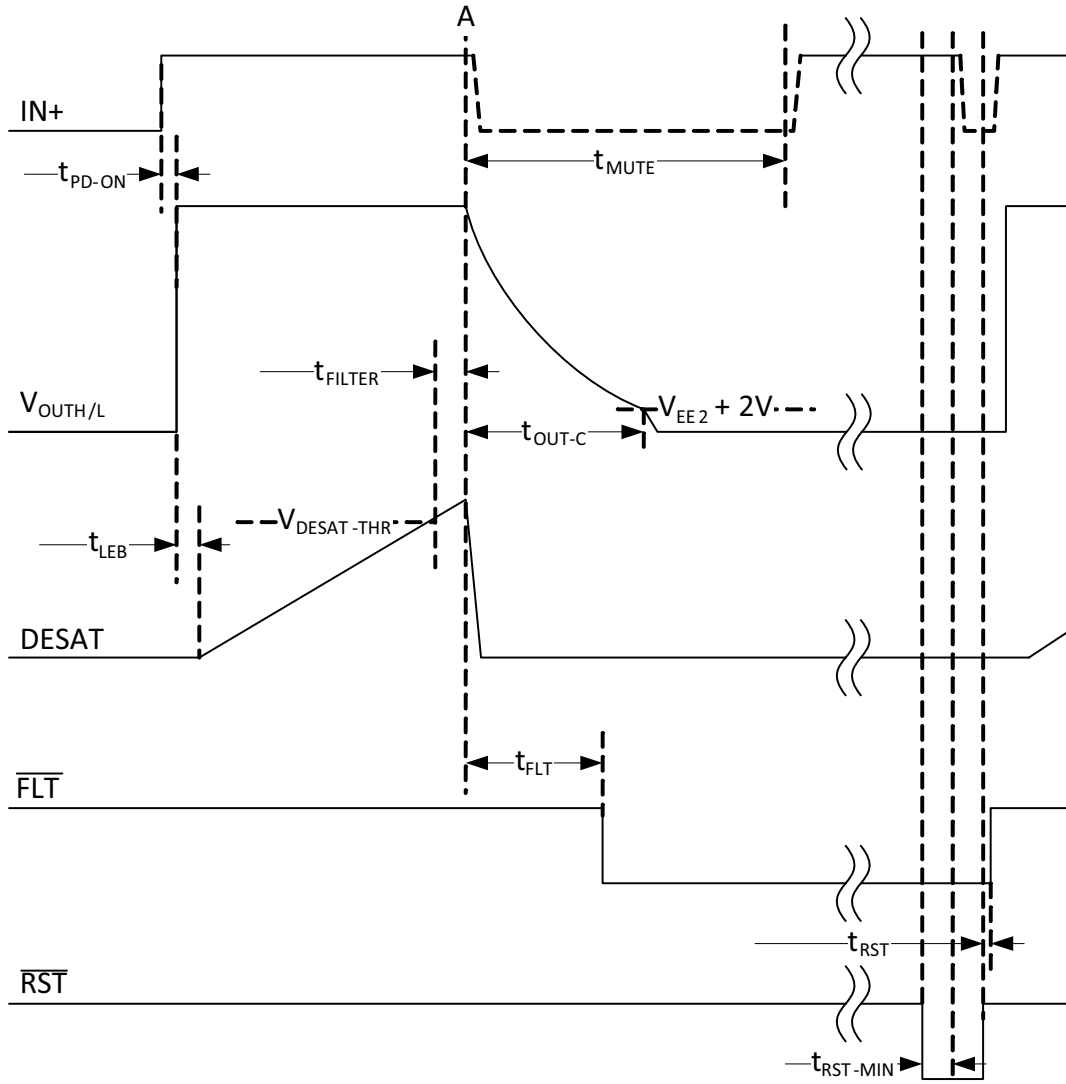 A
IN+
tPD-ON
tMUTE
tFILTER
VOUTH/L
VEE2 + 2V
tOUT-C
VDESAT-THR
tLEB
DESAT
tFLT
FLT
tRST
RST
tRST-MIN